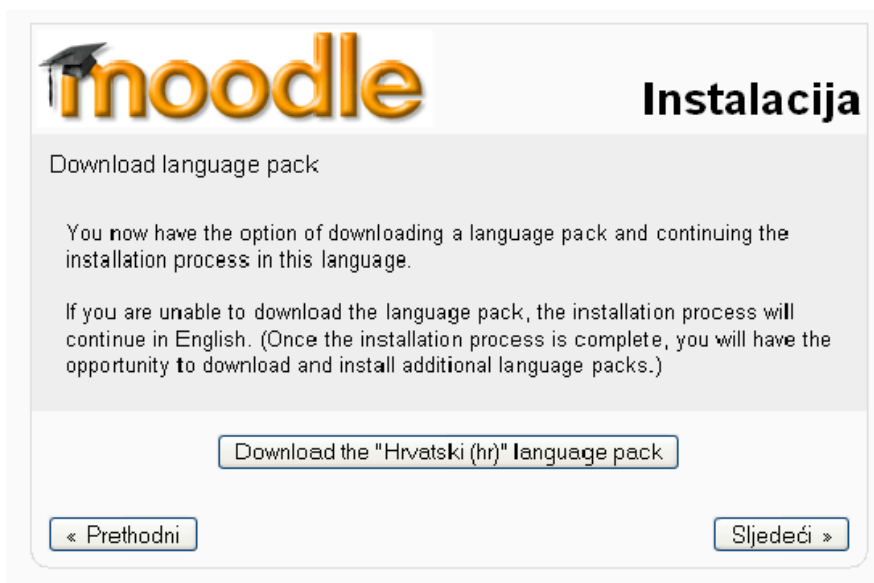 moodle
Instalacija
Download language pack
You now have the option of downloading a language pack and continuing the
installation process in this language.
If you are unable to download the language pack, the installation process will
continue in English. (Once the installation process is complete, you will have the
opportunity to download and install additional language packs.)
Download the "Hrvatski (hr)" language pack
« Prethodni
Sljedeći »